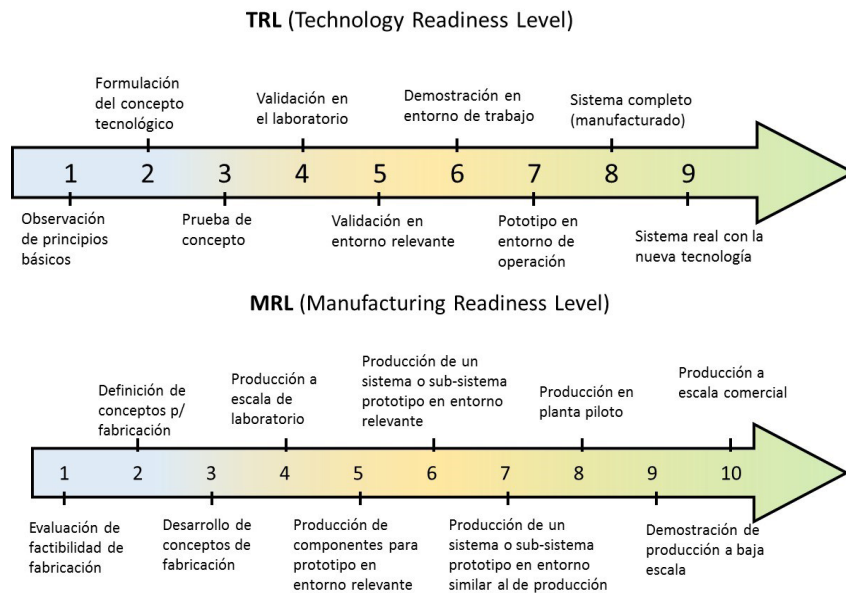 TRL (Technology Readiness Level)
Formulación
del concepto
tecnológico
Validación en
el laboratorio
Demostración en
entorno de trabajo
Sistema completo
(manufacturado)
1 2 3 4 5 6 7 8 9
Observación
de principios
básicos
Prueba de
concepto
Validación en
entorno relevante
Pototipo en
entorno de
operación
Sistema real con la
nueva tecnología
MRL (Manufacturing Readiness Level)
Definición de
conceptos p/
fabricación
Producción a
escala de
laboratorio
Producción de un
sistema o sub-sistema
prototipo en entorno
relevante
Producción en
planta piloto
Producción a
escala comercial
1 2 3 4 5 6 7 8 9 10
Evaluación de
factibilidad de
fabricación
Desarrollo de
conceptos de
fabricación
Producción de
componentes para
prototipo en
entorno relevante
Producción de un
sistema o sub-sistema
prototipo en entorno
similar al de producción
Demostración de
producción a baja
escala